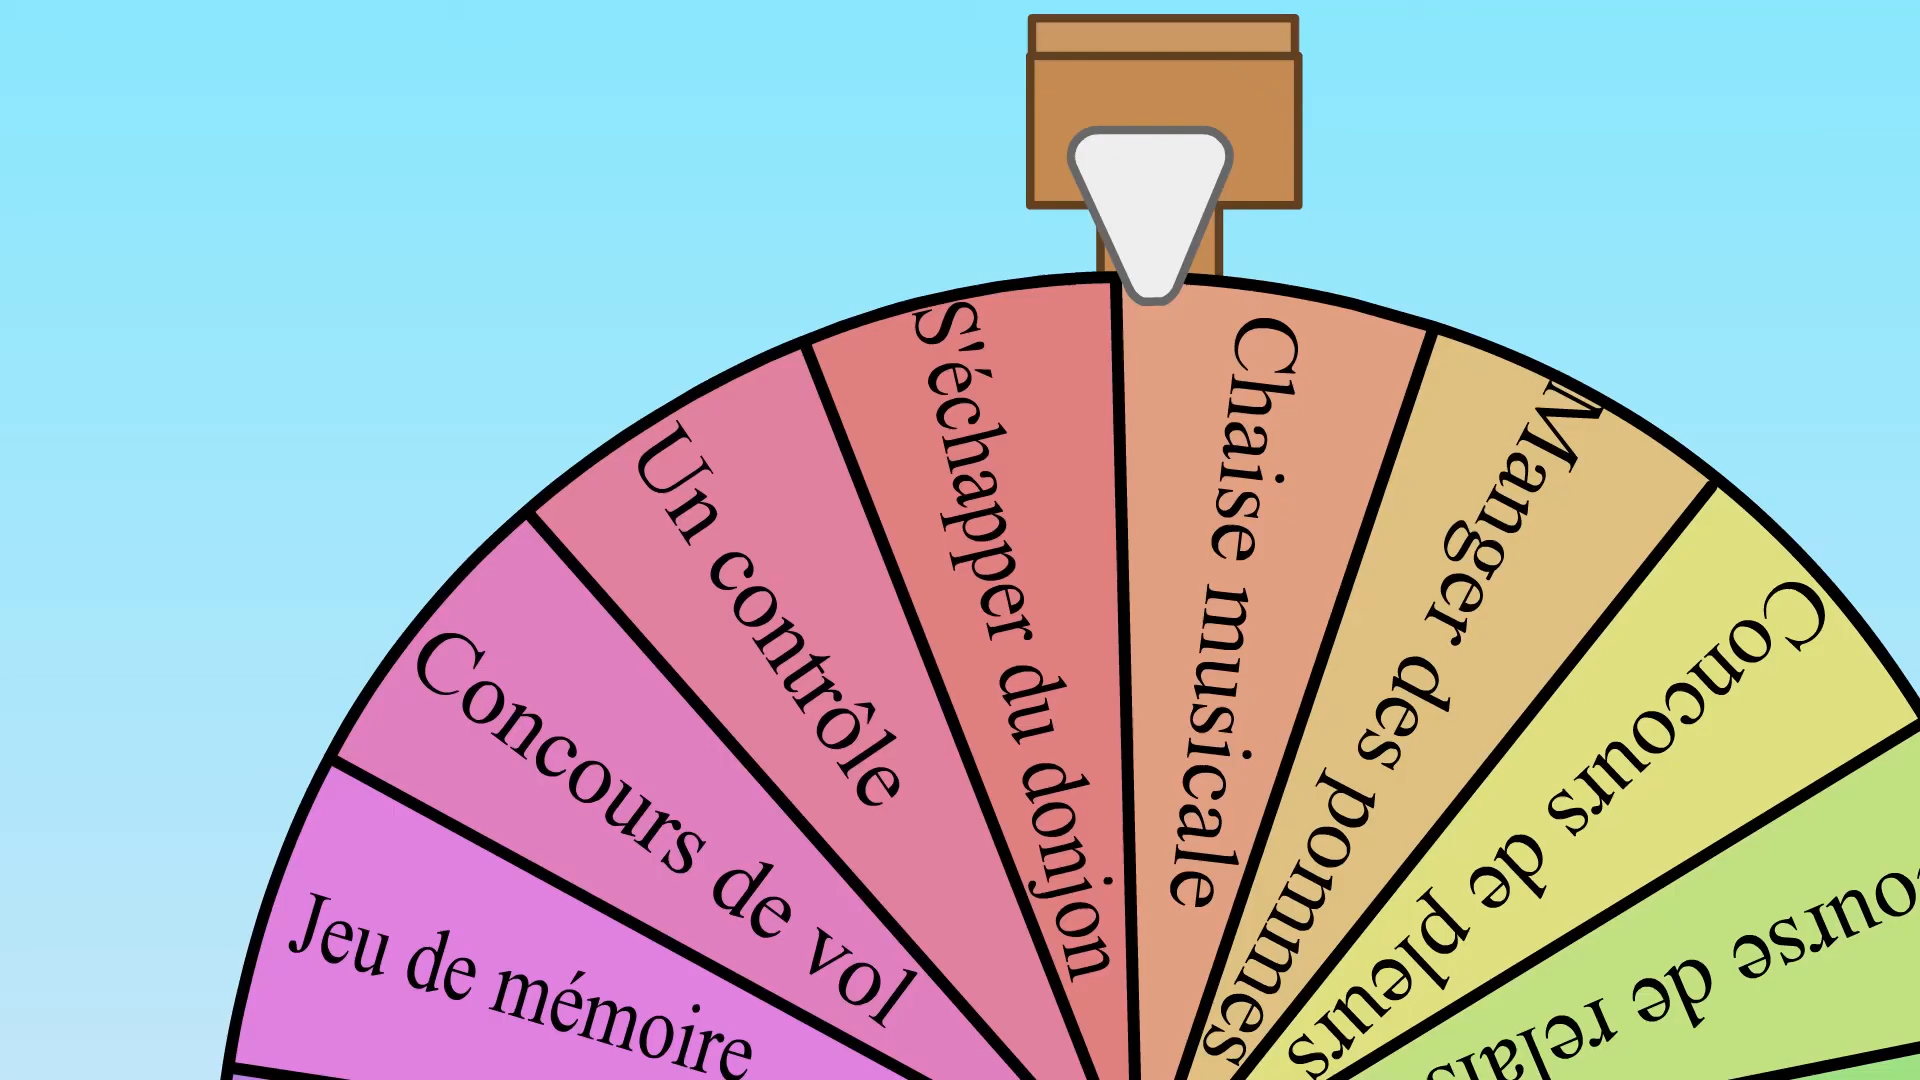 Jeu de mémoire
Concours de vol
Un contrôle
S'échapper du donjon
Chaise musicale
Manger des pommes
Concours de pleurs
ourse de relais